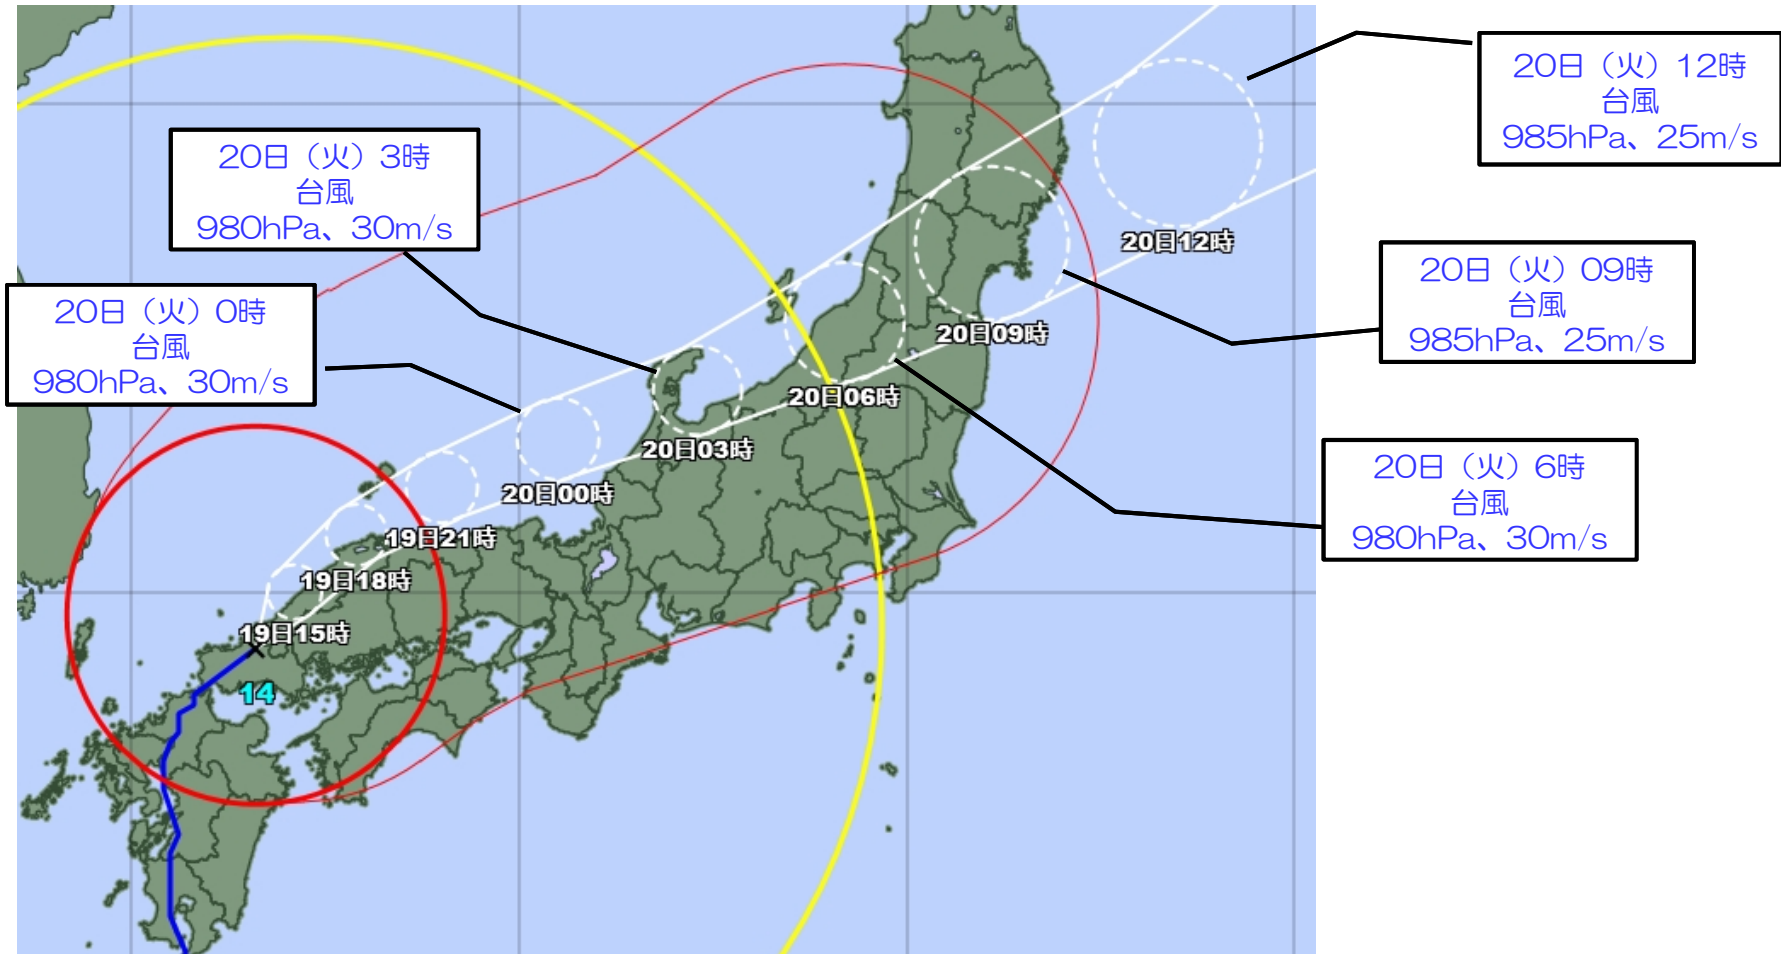 20日（火）12時
台風
985hPa、25m/s
20日（火）3時
台風
980hPa、30m/s
20日12時
20日（火）09時
台風
985hPa、25m/s
20日（火）0時
台風
980hPa、30m/s
20日09時
20日06時
20日03時
20日（火）6時
台風
980hPa、30m/s
20日00時
19日21時
19日18時
19日15時
14